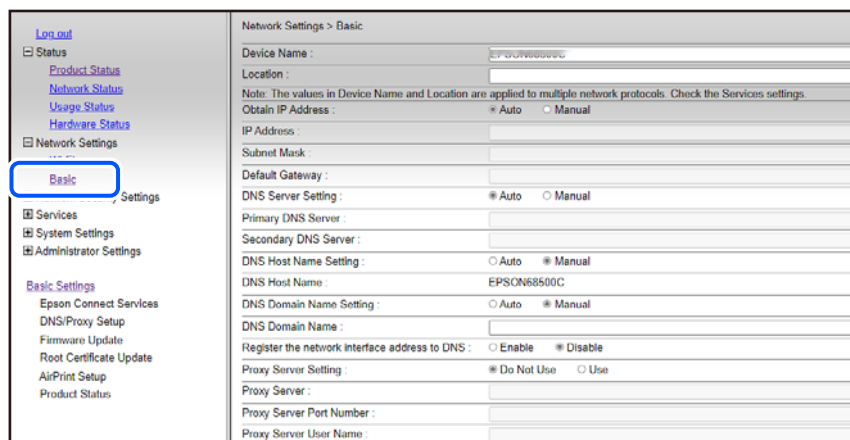 Log out
Status
Product Status
Network Status
Usage Status
Hardware Status
Network Settings
Basic
Settings
Services
System Settings
Administrator Settings
Basic Settings
Epson Connect Services
DNS/Proxy Setup
Firmware Update
Root Certificate Update
AirPrint Setup
Product Status
Network Settings > Basic
Device Name :
Location :
Note: The values in Device Name and Location are applied to multiple network protocols. Check the Services settings.
Obtain IP Address : Auto Manual
IP Address :
Subnet Mask :
Default Gateway :
DNS Server Setting : Auto Manual
Primary DNS Server :
Secondary DNS Server :
DNS Host Name Setting : Auto Manual
DNS Host Name : EPSON68500C
DNS Domain Name Setting : Auto Manual
DNS Domain Name :
Register the network interface address to DNS : Enable Disable
Proxy Server Setting : Do Not Use Use
Proxy Server :
Proxy Server Port Number :
Proxy Server User Name :